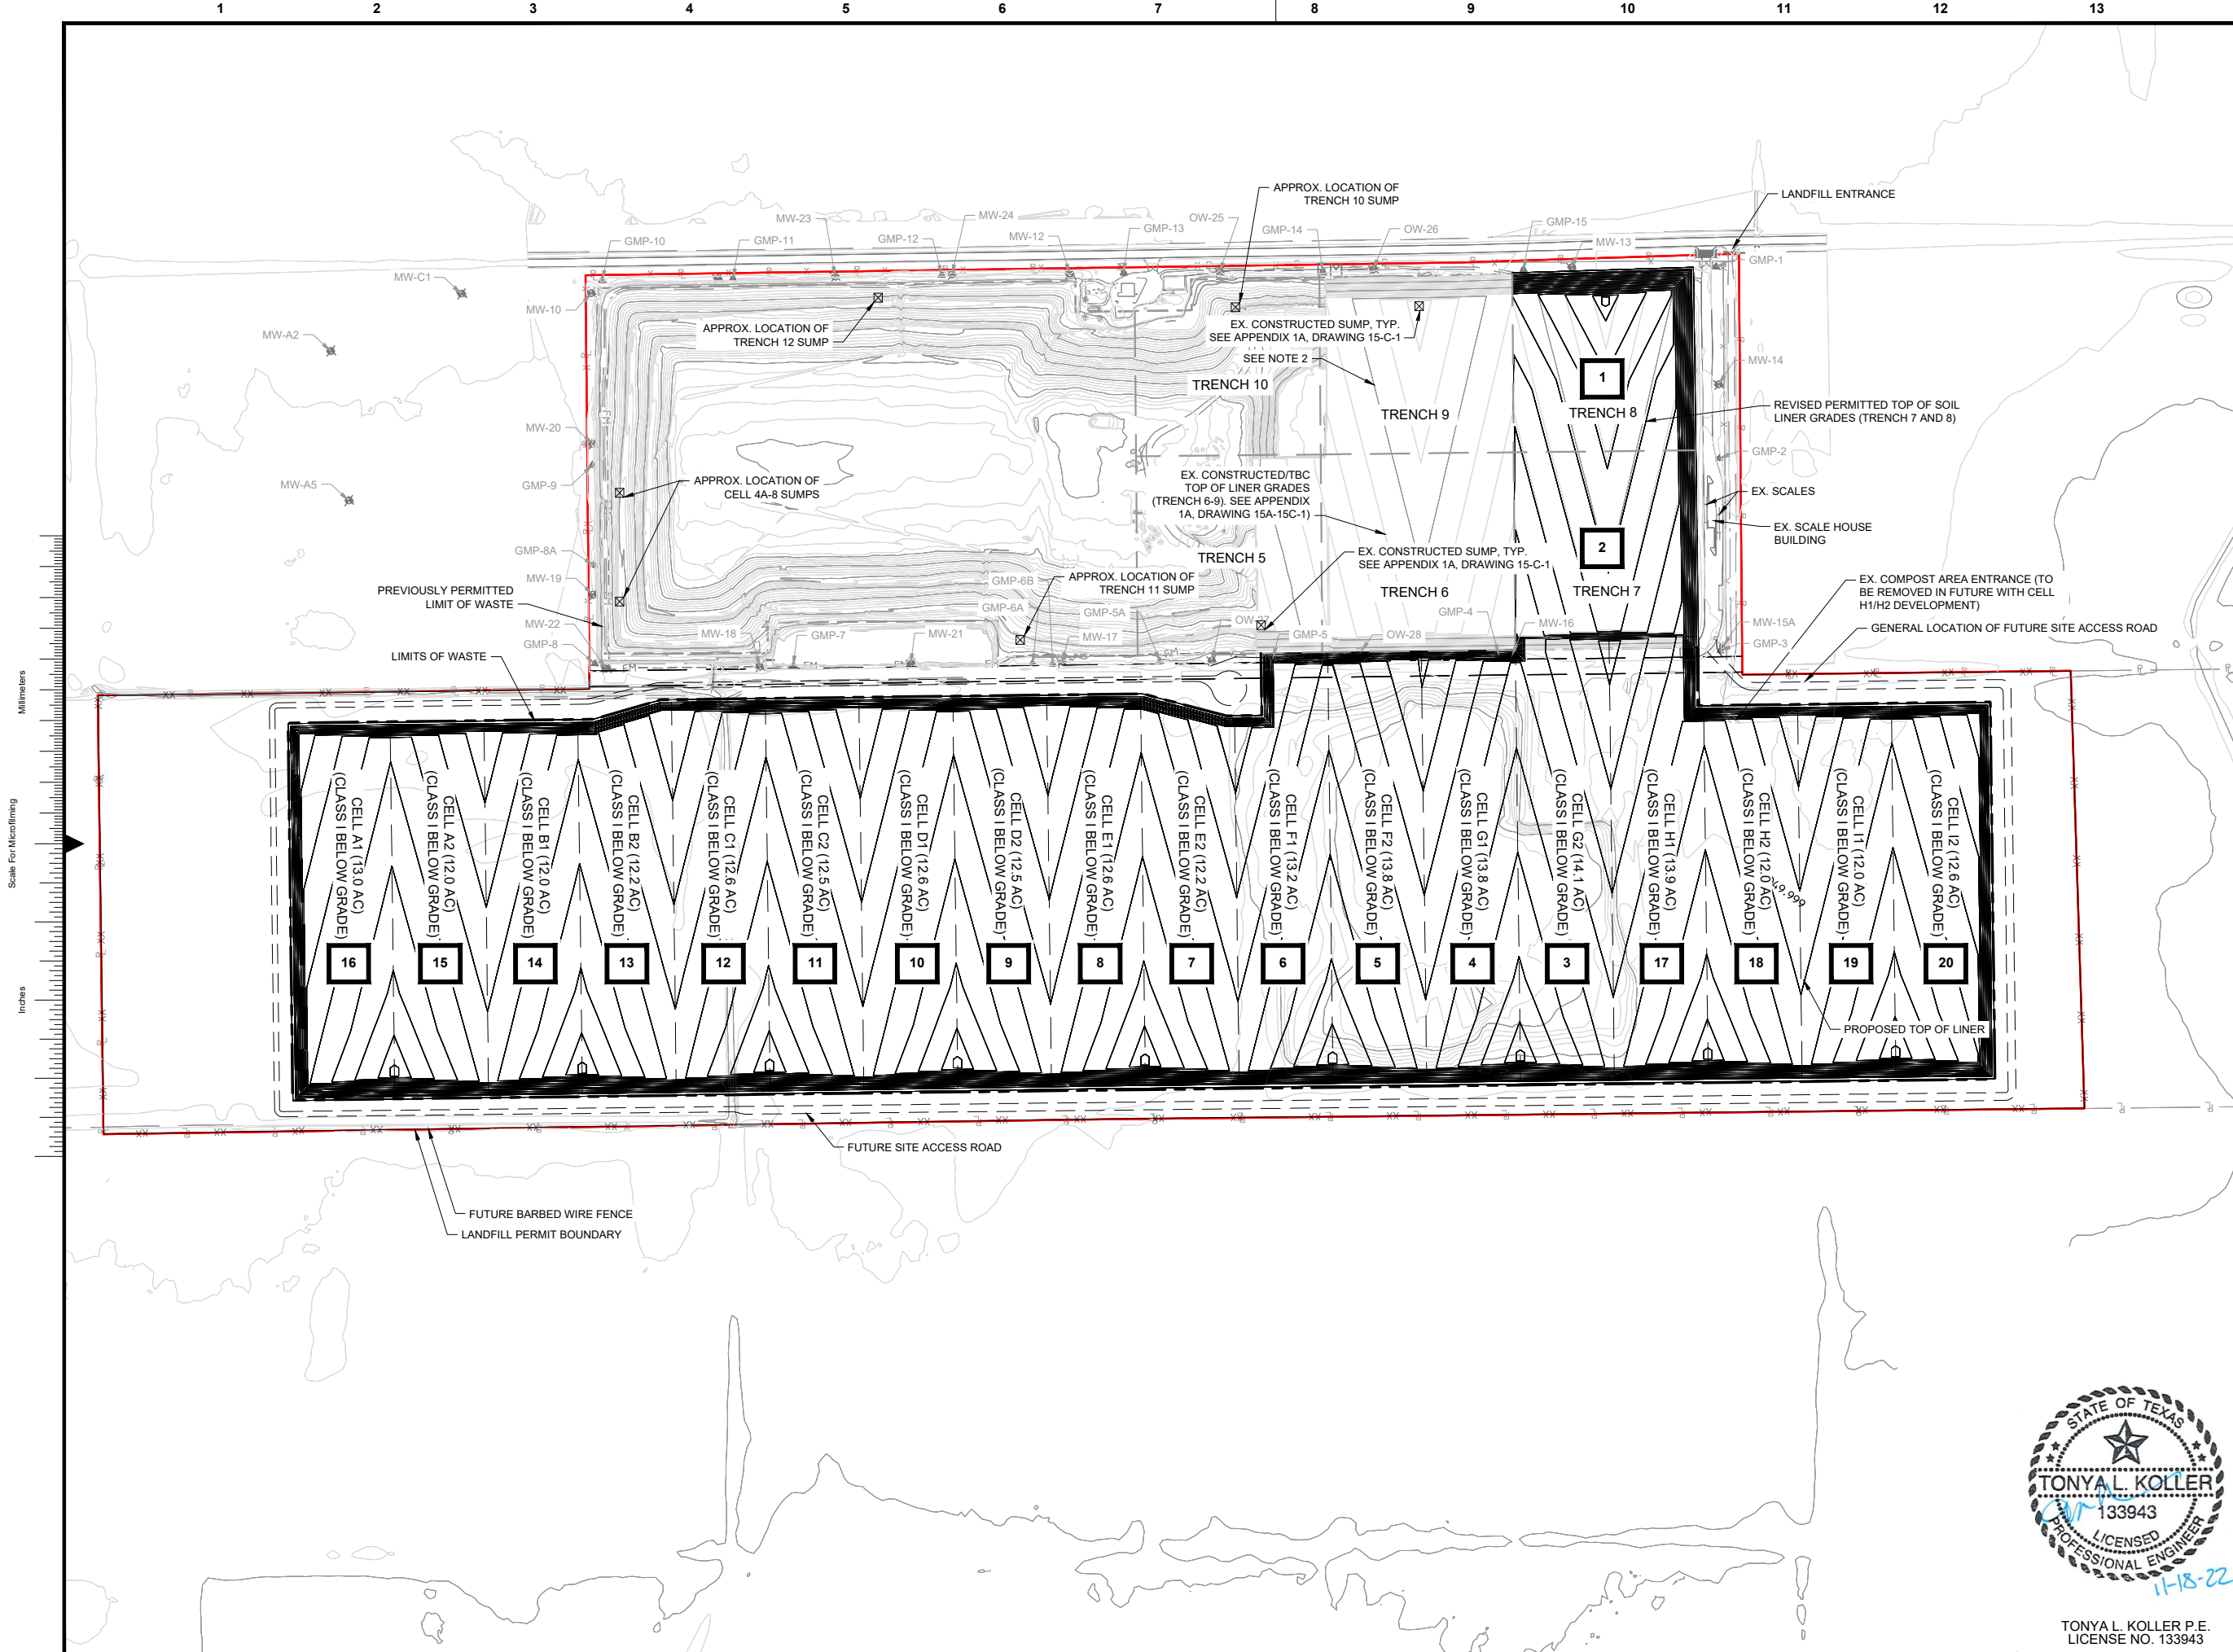 1 2 3 4 5 6 7 8 9 10 11 12 13
APPROX. LOCATION OF
TRENCH 10 SUMP
LANDFILL ENTRANCE
MW-23
MW-24
OW-25
GMP-10
GMP-11
GMP-12
MW-12
GMP-13
GMP-14
OW-26
GMP-15
MW-13
GMP-1
MW-C1
MW-10
APPROX. LOCATION OF
TRENCH 12 SUMP
EX. CONSTRUCTED SUMP, TYP.
SEE APPENDIX 1A, DRAWING 15-C-1
SEE NOTE 2
MW-A2
MW-14
TRENCH 10
1
TRENCH 9
TRENCH 8
REVISED PERMITTED TOP OF SOIL
LINER GRADES (TRENCH 7 AND 8)
MW-20
GMP-2
GMP-9
MW-A5
APPROX. LOCATION OF
CELL 4A-8 SUMPS
EX. CONSTRUCTED/TBC
TOP OF LINER GRADES
(TRENCH 6-9). SEE APPENDIX
1A, DRAWING 15A-15C-1)
EX. SCALES
EX. SCALE HOUSE
BUILDING
2
GMP-8A
TRENCH 5
EX. CONSTRUCTED SUMP, TYP.
SEE APPENDIX 1A, DRAWING 15-C-1
MW-19
GMP-6B
APPROX. LOCATION OF
TRENCH 11 SUMP
PREVIOUSLY PERMITTED
LIMIT OF WASTE
TRENCH 6
TRENCH 7
EX. COMPOST AREA ENTRANCE (TO
BE REMOVED IN FUTURE WITH CELL
H1/H2 DEVELOPMENT)
GMP-6A
GMP-5A
GMP-4
MW-22
MW-18
GMP-7
MW-21
MW-17
GMP-5
OW-28
MW-16
MW-15A
GENERAL LOCATION OF FUTURE SITE ACCESS ROAD
GMP-8
GMP-3
LIMITS OF WASTE
Millimeters
Scale For Microfilming
Inches
CELL A1 (13.0 AC)
(CLASS I BELOW GRADE)
16
CELL A2 (12.0 AC)
(CLASS I BELOW GRADE)
15
CELL B1 (12.0 AC)
(CLASS I BELOW GRADE)
14
CELL B2 (12.2 AC)
(CLASS I BELOW GRADE)
13
CELL C1 (12.6 AC)
(CLASS I BELOW GRADE)
12
CELL C2 (12.5 AC)
(CLASS I BELOW GRADE)
11
CELL D1 (12.6 AC)
(CLASS I BELOW GRADE)
10
CELL D2 (12.5 AC)
(CLASS I BELOW GRADE)
9
CELL E1 (12.6 AC)
(CLASS I BELOW GRADE)
8
CELL E2 (12.2 AC)
(CLASS I BELOW GRADE)
7
CELL F1 (13.2 AC)
(CLASS I BELOW GRADE)
6
CELL F2 (13.8 AC)
(CLASS I BELOW GRADE)
5
CELL G1 (13.8 AC)
(CLASS I BELOW GRADE)
4
CELL G2 (14.1 AC)
(CLASS I BELOW GRADE)
3
CELL H1 (13.9 AC)
(CLASS I BELOW GRADE)
17
CELL H2 (12.0 AC)
(CLASS I BELOW GRADE)
18
CELL I1 (12.0 AC)
(CLASS I BELOW GRADE)
19
CELL I2 (12.6 AC)
(CLASS I BELOW GRADE)
20
PROPOSED TOP OF LINER
FUTURE SITE ACCESS ROAD
FUTURE BARBED WIRE FENCE
LANDFILL PERMIT BOUNDARY
STATE OF TEXAS
TONYA L. KOLLER
133943
LICENSED
PROFESSIONAL ENGINEER
11-18-22
TONYA L. KOLLER P.E.
LICENSE NO. 133943